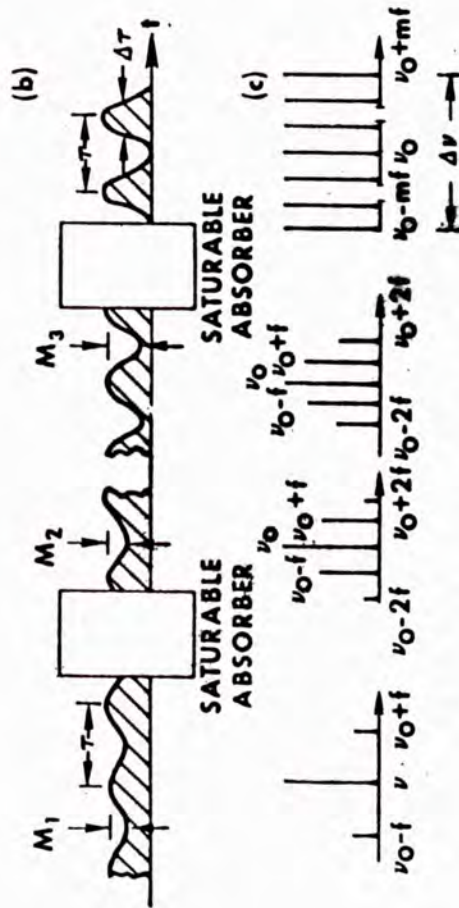 (b)
M1
M2
M3
τ
τ
Δτ
t
SATURABLE
ABSORBER
SATURABLE
ABSORBER
(c)
ν0-f
ν
ν0+f
ν0-2f
ν0-f
ν0
ν0+f
ν0+2f
ν0-2f
ν0-f
ν0
ν0+f
ν0+2f
ν0-mf
ν0
ν0+mf
Δν